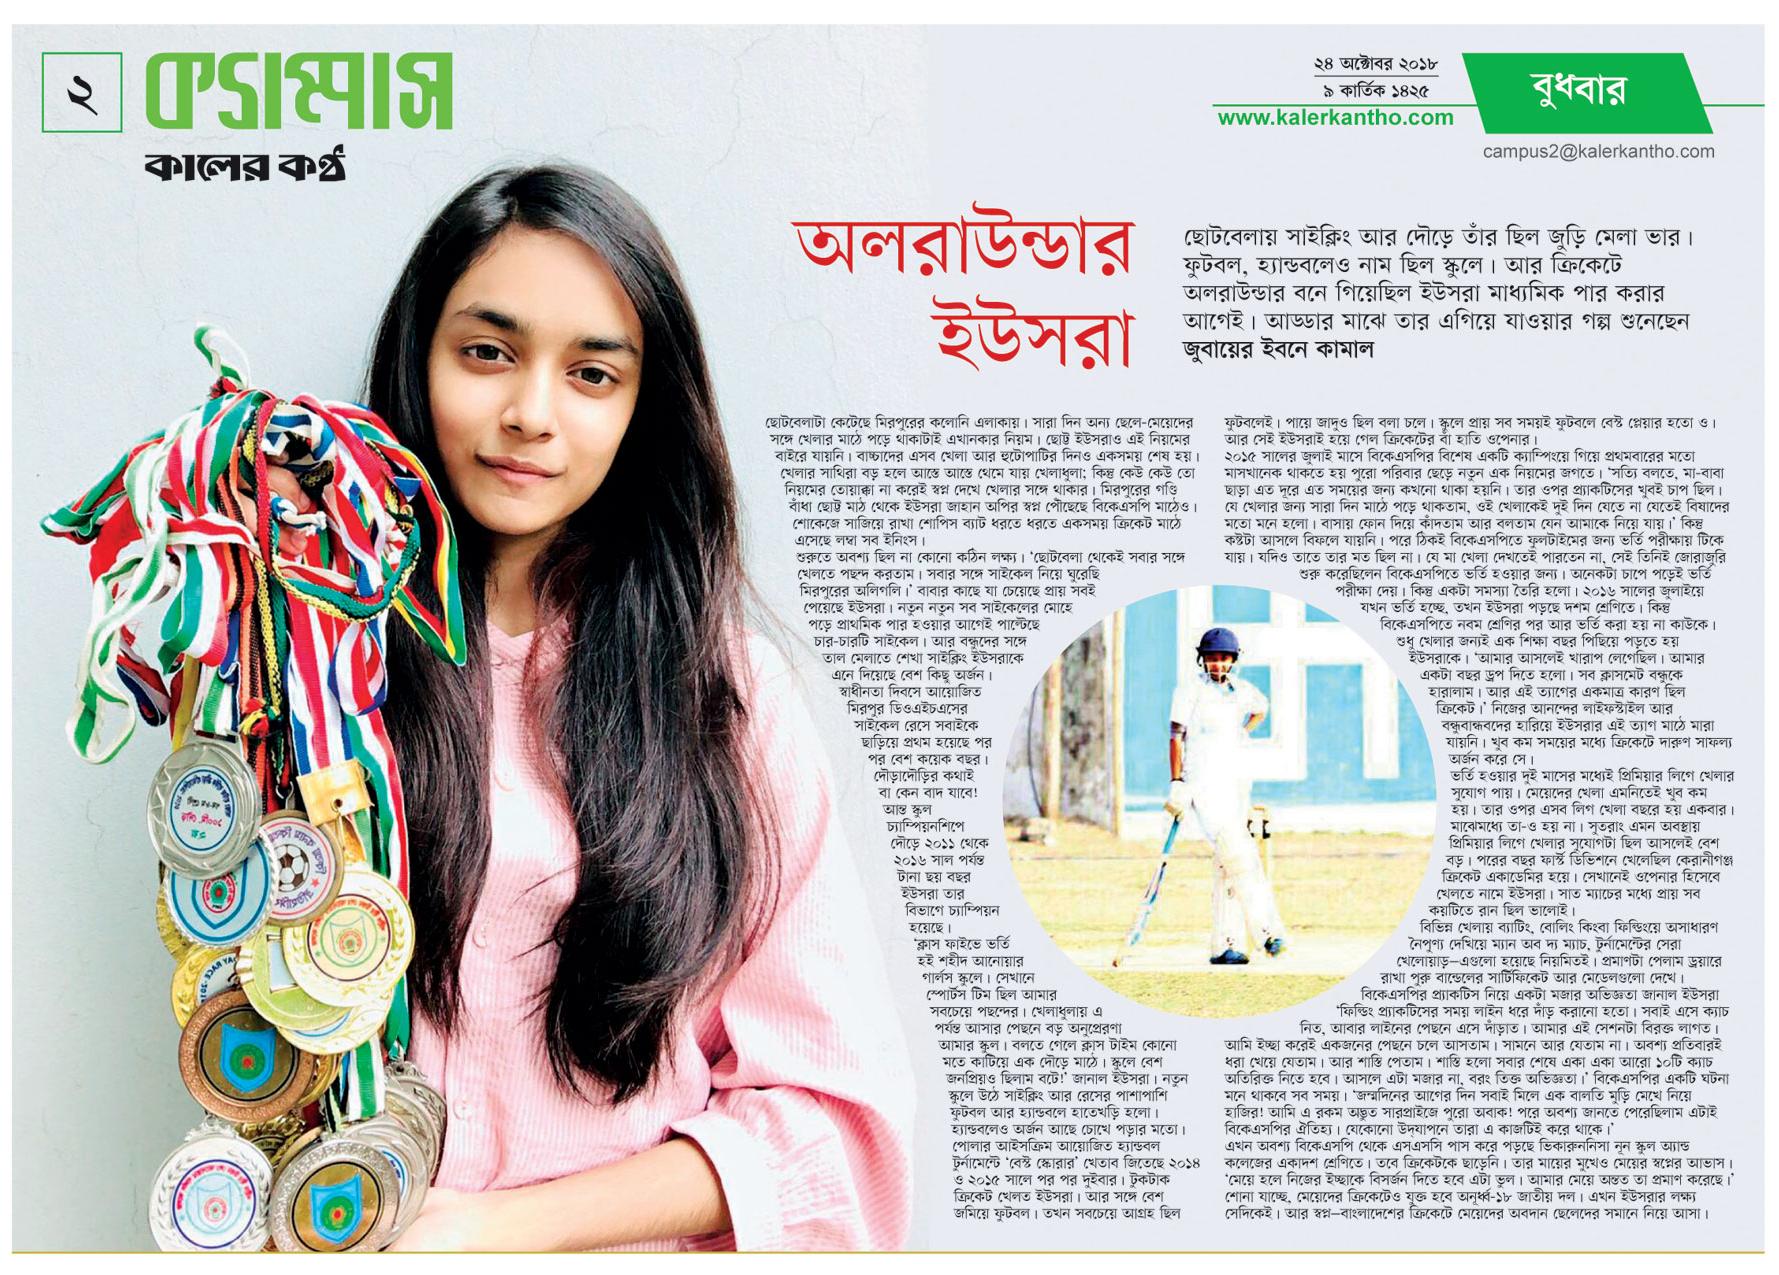 ২
ক্যাম্পাস
কালের কণ্ঠ
২৪ অক্টোবর ২০১৮
৯ কার্তিক ১৪২৫
www.kalerkantho.com
বুধবার
campus2@kalerkantho.com
অলরাউন্ডার
ইউসরা
ছোটবেলায় সাইক্লিং আর দৌড়ে তাঁর ছিল জুড়ি মেলা ভার।
ফুটবল, হ্যান্ডবলেও নাম ছিল স্কুলে। আর ক্রিকেটে
অলরাউন্ডার বনে গিয়েছিল ইউসরা মাধ্যমিক পার করার
আগেই। আড্ডার মাঝে তার এগিয়ে যাওয়ার গল্প শুনেছেন
জুবায়ের ইবনে কামাল
ছোটবেলাটা কেটেছে মিরপুরের কলোনি এলাকায়। সারা দিন অন্য ছেলে-মেয়েদের
সঙ্গে খেলার মাঠে পড়ে থাকাটাই এখানকার নিয়ম। ছোট্ট ইউসরাও এই নিয়মের
বাইরে যায়নি। বাচ্চাদের এসব খেলা আর হুটোপাটির দিনও একসময় শেষ হয়।
খেলার সাথিরা বড় হলে আস্তে আস্তে থেমে যায় খেলাধুলা; কিন্তু কেউ কেউ তো
নিয়মের তোয়াক্কা না করেই স্বপ্ন দেখে খেলার সঙ্গে থাকার। মিরপুরের গণ্ডি
বাঁধা ছোট্ট মাঠ থেকে ইউসরা জাহান অপির স্বপ্ন পৌঁছেছে বিকেএসপি মাঠেও।
শোকেজে সাজিয়ে রাখা শোপিস ব্যাট ধরতে ধরতে একসময় ক্রিকেট মাঠে
এসেছে লম্বা সব ইনিংস।
শুরুতে অবশ্য ছিল না কোনো কঠিন লক্ষ্য। ‘ছোটবেলা থেকেই সবার সঙ্গে
খেলতে পছন্দ করতাম। সবার সঙ্গে সাইকেল নিয়ে ঘুরেছি
মিরপুরের অলিগলি।’ বাবার কাছে যা চেয়েছে প্রায় সবই
পেয়েছে ইউসরা। নতুন নতুন সব সাইকেলের মোহে
পড়ে প্রাথমিক পার হওয়ার আগেই পাল্টেছে
চার-চারটি সাইকেল। আর বন্ধুদের সঙ্গে
তাল মেলাতে শেখা সাইক্লিং ইউসরাকে
এনে দিয়েছে বেশ কিছু অর্জন।
স্বাধীনতা দিবসে আয়োজিত
মিরপুর ডিওএইচএসের
সাইকেল রেসে সবাইকে
ছাড়িয়ে প্রথম হয়েছে পর
পর বেশ কয়েক বছর।
দৌড়াদৌড়ির কথাই
বা কেন বাদ যাবে!
আন্ত স্কুল
চ্যাম্পিয়নশিপে
দৌড়ে ২০১১ থেকে
২০১৬ সাল পর্যন্ত
টানা ছয় বছর
ইউসরা তার
বিভাগে চ্যাম্পিয়ন
হয়েছে।
‘ক্লাস ফাইভে ভর্তি
হই শহীদ আনোয়ার
গার্লস স্কুলে। সেখানে
স্পোর্টস টিম ছিল আমার
সবচেয়ে পছন্দের। খেলাধুলায় এ
পর্যন্ত আসার পেছনে বড় অনুপ্রেরণা
আমার স্কুল। বলতে গেলে ক্লাস টাইম কোনো
মতে কাটিয়ে এক দৌড়ে মাঠে। স্কুলে বেশ
জনপ্রিয়ও ছিলাম বটে!’ জানাল ইউসরা। নতুন
স্কুলে উঠে সাইক্লিং আর রেসের পাশাপাশি
ফুটবল আর হ্যান্ডবলে হাতেখড়ি হলো।
হ্যান্ডবলেও অর্জন আছে চোখে পড়ার মতো।
পোলার আইসক্রিম আয়োজিত হ্যান্ডবল
টুর্নামেন্টে ‘বেস্ট স্কোরার’ খেতাব জিতেছে ২০১৪
ও ২০১৫ সালে পর পর দুইবার। টুকটাক
ক্রিকেট খেলত ইউসরা। আর সঙ্গে বেশ
জমিয়ে ফুটবল। তখন সবচেয়ে আগ্রহ ছিল
ফুটবলেই। পায়ে জাদুও ছিল বলা চলে। স্কুলে প্রায় সব সময়ই ফুটবলে বেস্ট প্লেয়ার হতো ও।
আর সেই ইউসরাই হয়ে গেল ক্রিকেটের বাঁ হাতি ওপেনার।
২০১৫ সালের জুলাই মাসে বিকেএসপির বিশেষ একটি ক্যাম্পিংয়ে গিয়ে প্রথমবারের মতো
মাসখানেক থাকতে হয় পুরো পরিবার ছেড়ে নতুন এক নিয়মের জগতে। ‘সত্যি বলতে, মা-বাবা
ছাড়া এত দূরে এত সময়ের জন্য কখনো থাকা হয়নি। তার ওপর প্র্যাকটিসের খুবই চাপ ছিল।
যে খেলার জন্য সারা দিন মাঠে পড়ে থাকতাম, ওই খেলাকেই দুই দিন যেতে না যেতেই বিষাদের
মতো মনে হলো। বাসায় ফোন দিয়ে কাঁদতাম আর বলতাম যেন আমাকে নিয়ে যায়।’ কিন্তু
কষ্টটা আসলে বিফলে যায়নি। পরে ঠিকই বিকেএসপিতে ফুলটাইমের জন্য ভর্তি পরীক্ষায় টিকে
যায়। যদিও তাতে তার মত ছিল না। যে মা খেলা দেখতেই পারতেন না, সেই তিনিই জোরাজুরি
শুরু করেছিলেন বিকেএসপিতে ভর্তি হওয়ার জন্য। অনেকটা চাপে পড়েই ভর্তি
পরীক্ষা দেয়। কিন্তু একটা সমস্যা তৈরি হলো। ২০১৬ সালের জুলাইয়ে
যখন ভর্তি হচ্ছে, তখন ইউসরা পড়ছে দশম শ্রেণিতে। কিন্তু
বিকেএসপিতে নবম শ্রেণির পর আর ভর্তি করা হয় না কাউকে।
শুধু খেলার জন্যই এক শিক্ষা বছর পিছিয়ে পড়তে হয়
ইউসরাকে। ‘আমার আসলেই খারাপ লেগেছিল। আমার
একটা বছর ড্রপ দিতে হলো। সব ক্লাসমেট বন্ধুকে
হারালাম। আর এই ত্যাগের একমাত্র কারণ ছিল
ক্রিকেট।’ নিজের আনন্দের লাইফস্টাইল আর
বন্ধুবান্ধবদের হারিয়ে ইউসরার এই ত্যাগ মাঠে মারা
যায়নি। খুব কম সময়ের মধ্যে ক্রিকেটে দারুণ সাফল্য
অর্জন করে সে।
ভর্তি হওয়ার দুই মাসের মধ্যেই প্রিমিয়ার লিগে খেলার
সুযোগ পায়। মেয়েদের খেলা এমনিতেই খুব কম
হয়। তার ওপর এসব লিগ খেলা বছরে হয় একবার।
মাঝেমধ্যে তা-ও হয় না। সুতরাং এমন অবস্থায়
প্রিমিয়ার লিগে খেলার সুযোগটা ছিল আসলেই বেশ
বড়। পরের বছর ফার্স্ট ডিভিশনে খেলেছিল কেরানীগঞ্জ
ক্রিকেট একাডেমির হয়ে। সেখানেই ওপেনার হিসেবে
খেলতে নামে ইউসরা। সাত ম্যাচের মধ্যে প্রায় সব
কয়টিতে রান ছিল ভালোই।
বিভিন্ন খেলায় ব্যাটিং, বোলিং কিংবা ফিল্ডিংয়ে অসাধারণ
নৈপুণ্য দেখিয়ে ম্যান অব দ্য ম্যাচ, টুর্নামেন্টের সেরা
খেলোয়াড়—এগুলো হয়েছে নিয়মিতই। প্রমাণটা পেলাম ড্রয়ারে
রাখা পুরু বান্ডেলের সার্টিফিকেট আর মেডেলগুলো দেখে।
বিকেএসপির প্র্যাকটিস নিয়ে একটা মজার অভিজ্ঞতা জানাল ইউসরা
‘ফিল্ডিং প্র্যাকটিসের সময় লাইন ধরে দাঁড় করানো হতো। সবাই এসে ক্যাচ
নিত, আবার লাইনের পেছনে এসে দাঁড়াত। আমার এই সেশনটা বিরক্ত লাগত।
আমি ইচ্ছা করেই একজনের পেছনে চলে আসতাম। সামনে আর যেতাম না। অবশ্য প্রতিবারই
ধরা খেয়ে যেতাম। আর শাস্তি পেতাম। শাস্তি হলো সবার শেষে একা একা আরো ১০টি ক্যাচ
অতিরিক্ত নিতে হবে। আসলে এটা মজার না, বরং তিক্ত অভিজ্ঞতা।’ বিকেএসপির একটি ঘটনা
মনে থাকবে সব সময়। ‘জন্মদিনের আগের দিন সবাই মিলে এক বালতি মুড়ি মেখে নিয়ে
হাজির! আমি এ রকম অদ্ভুত সারপ্রাইজে পুরো অবাক! পরে অবশ্য জানতে পেরেছিলাম এটাই
বিকেএসপির ঐতিহ্য। যেকোনো উদ্‌যাপনে তারা এ কাজটিই করে থাকে।’
এখন অবশ্য বিকেএসপি থেকে এসএসসি পাস করে পড়ছে ভিকারুননিসা নূন স্কুল অ্যান্ড
কলেজের একাদশ শ্রেণিতে। তবে ক্রিকেটকে ছাড়েনি। তার মায়ের মুখেও মেয়ের স্বপ্নের আভাস।
‘মেয়ে হলে নিজের ইচ্ছাকে বিসর্জন দিতে হবে এটা ভুল। আমার মেয়ে অন্তত তা প্রমাণ করেছে।’
শোনা যাচ্ছে, মেয়েদের ক্রিকেটেও যুক্ত হবে অনূর্ধ্ব-১৮ জাতীয় দল। এখন ইউসরার লক্ষ্য
সেদিকেই। আর স্বপ্ন—বাংলাদেশের ক্রিকেটে মেয়েদের অবদান ছেলেদের সমানে নিয়ে আসা।